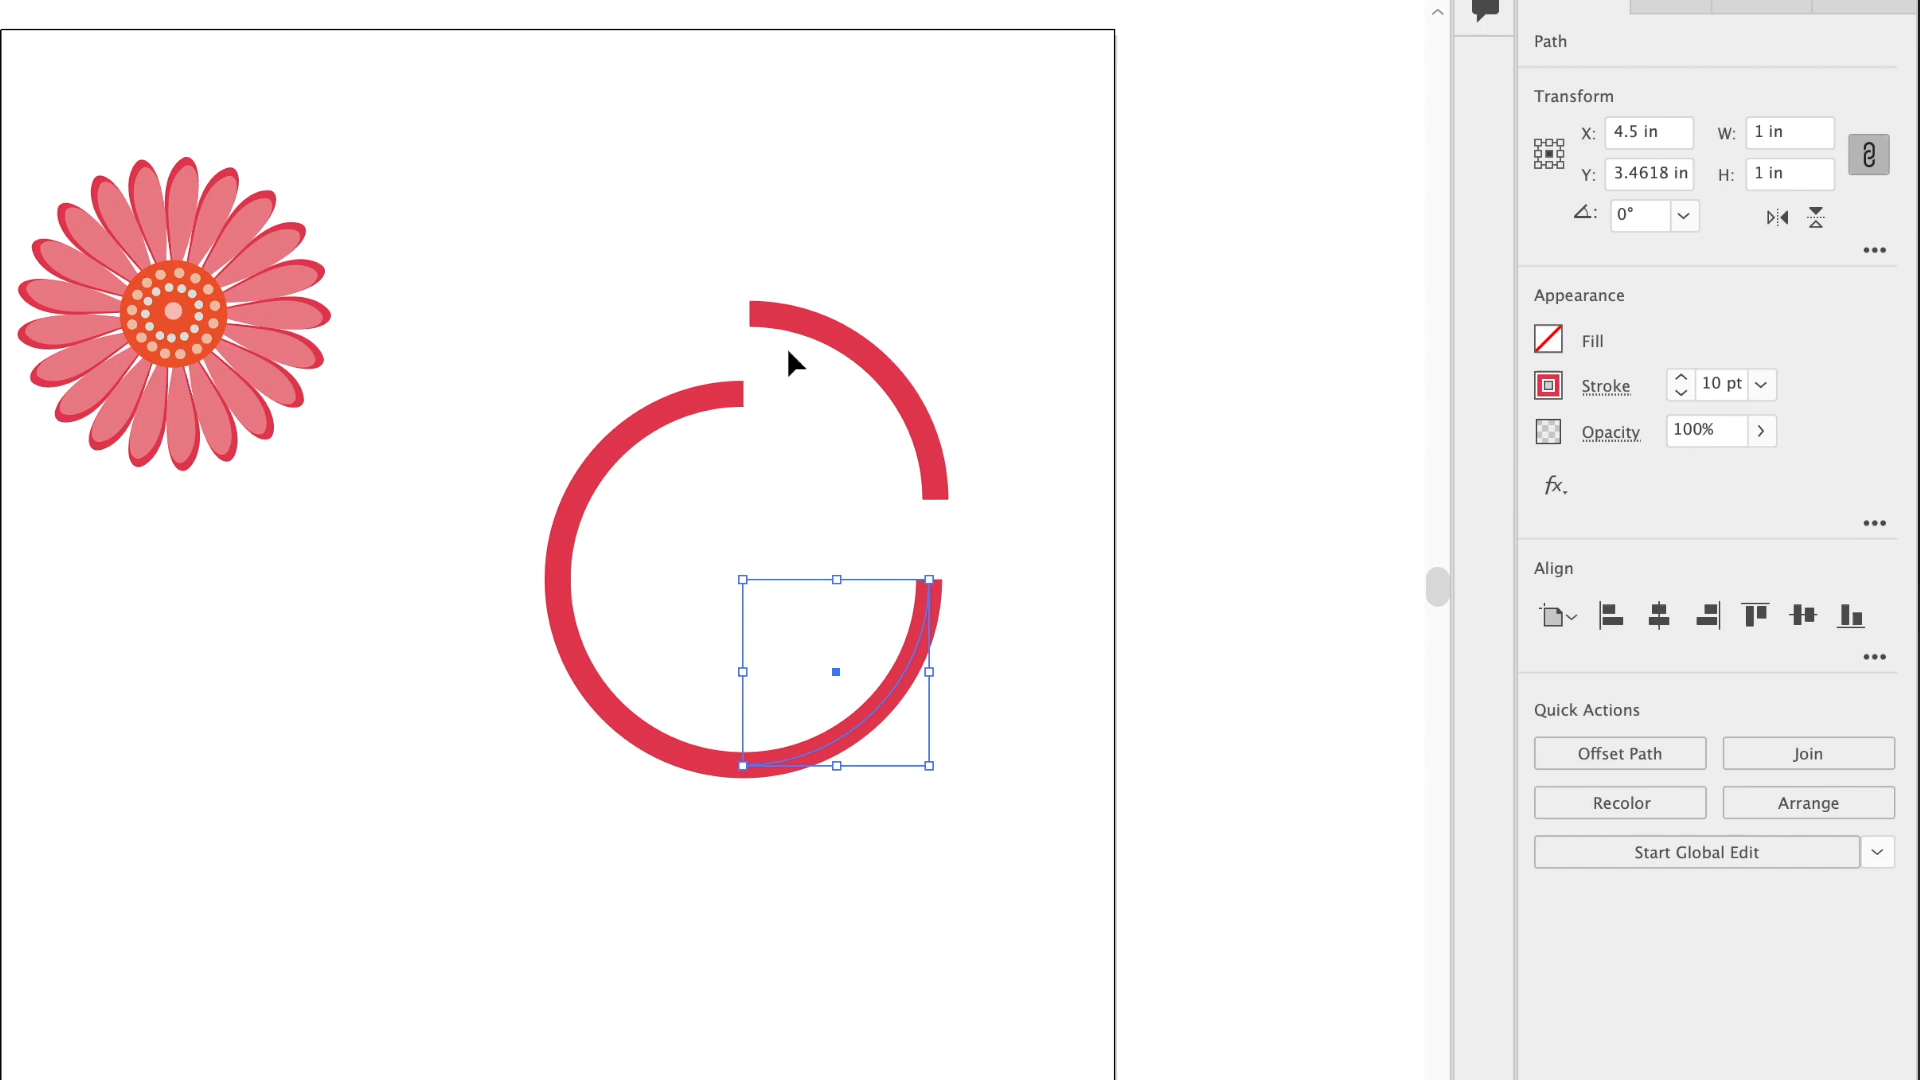 Path
Transform
X: 4.5 in W: 1 in
Y: 3.4618 in H: 1 in
0°
Appearance
Fill
Stroke 10 pt
Opacity 100%
fx.
Align
Quick Actions
Offset Path Join
Recolor Arrange
Start Global Edit